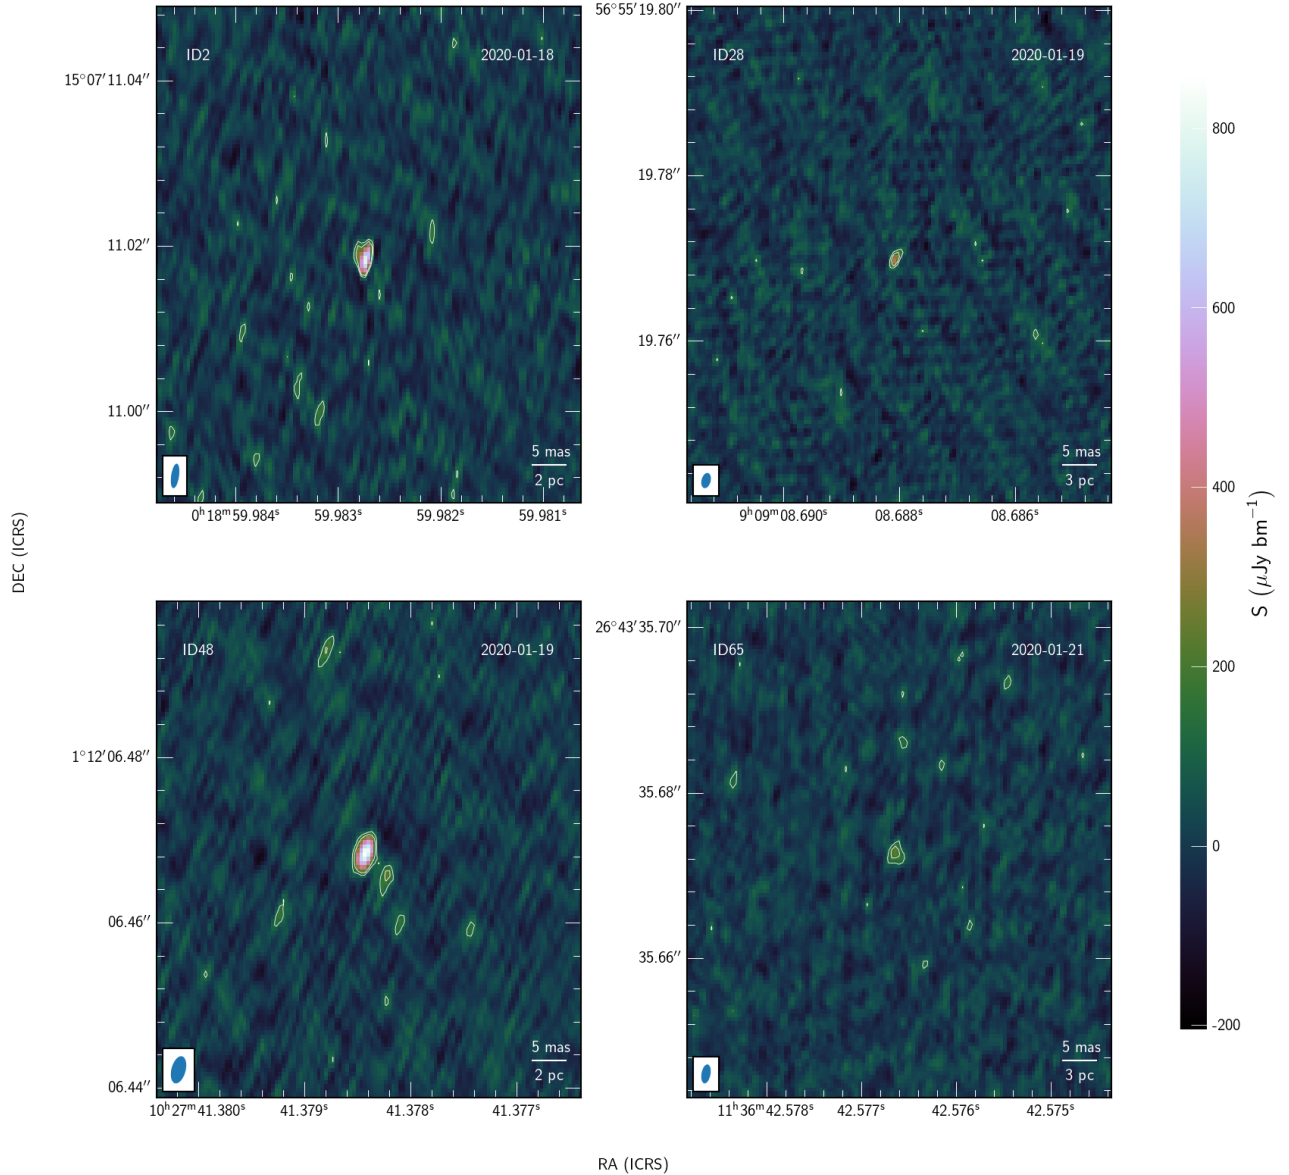 ID2 2020-01-18
15°07′11.04″
11.02″
11.00″
5 mas
2 pc
0ʰ18ᵐ59.984ˢ 59.983ˢ 59.982ˢ 59.981ˢ
56°55′19.80″
ID28 2020-01-19
19.78″
19.76″
5 mas
3 pc
9ʰ09ᵐ08.690ˢ 08.688ˢ 08.686ˢ
DEC (ICRS)
ID48 2020-01-19
1°12′06.48″
06.46″
06.44″
5 mas
2 pc
10ʰ27ᵐ41.380ˢ 41.379ˢ 41.378ˢ 41.377ˢ
26°43′35.70″
ID65 2020-01-21
35.68″
35.66″
5 mas
3 pc
11ʰ36ᵐ42.578ˢ 42.577ˢ 42.576ˢ 42.575ˢ
RA (ICRS)
800
600
400
200
0
-200
S (μJy bm⁻¹)